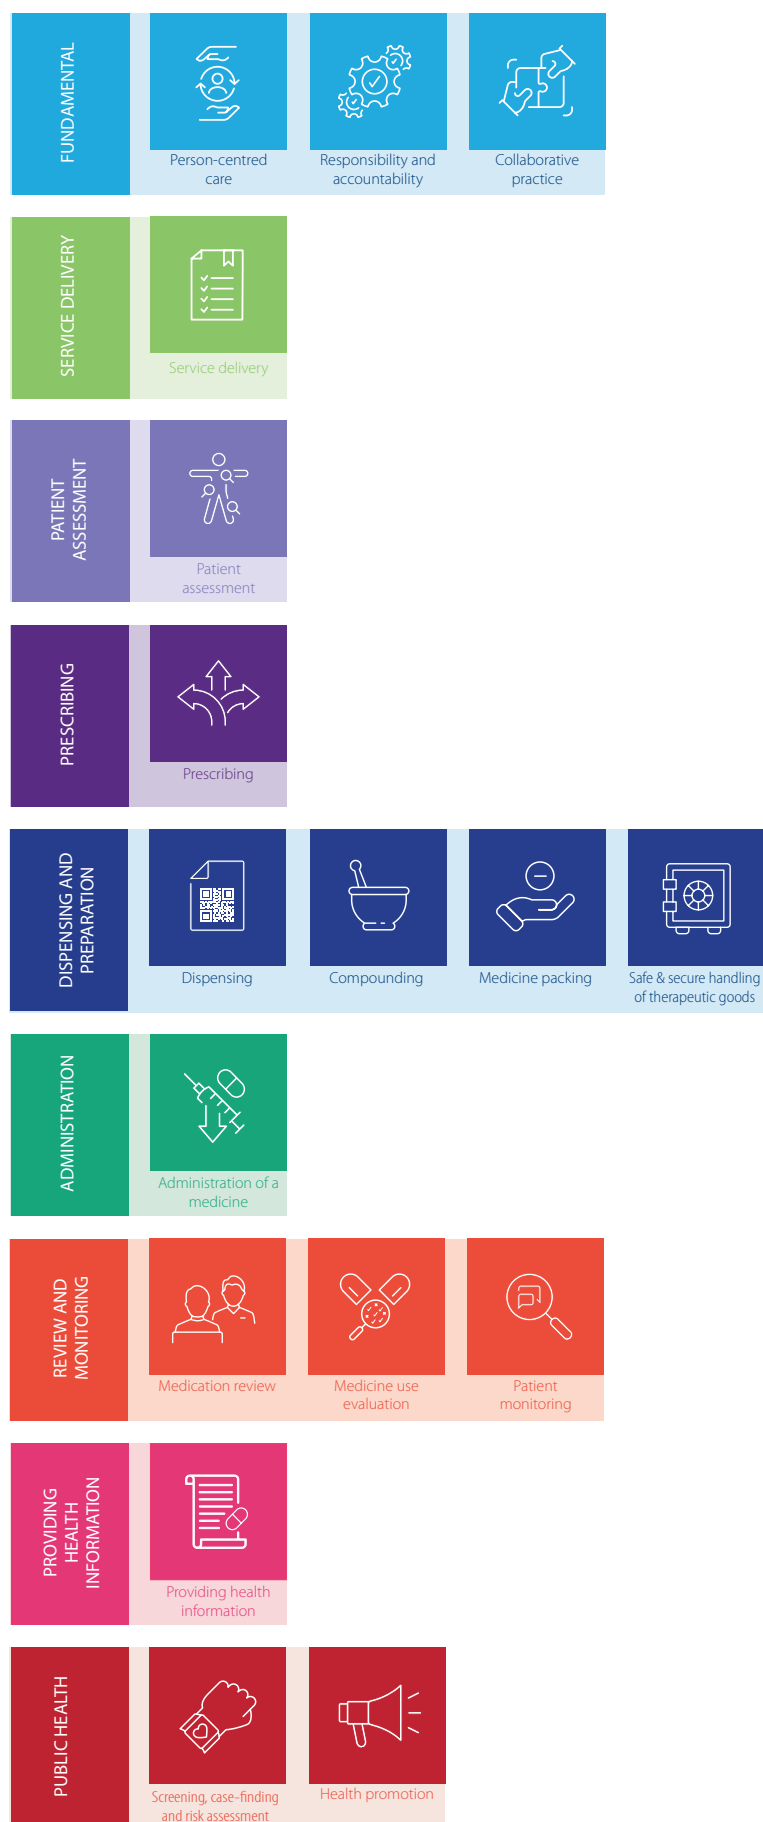 FUNDAMENTAL
Person-centred
care
Responsibility and
accountability
Collaborative
practice
SERVICE DELIVERY
Service delivery
PATIENT
ASSESSMENT
Patient
assessment
PRESCRIBING
Prescribing
DISPENSING AND
PREPARATION
Dispensing
Compounding
Medicine packing
Safe & secure handling
of therapeutic goods
ADMINISTRATION
Administration of a
medicine
REVIEW AND
MONITORING
Medication review
Medicine use
evaluation
Patient
monitoring
PROVIDING
HEALTH
INFORMATION
Providing health
information
PUBLIC HEALTH
Screening, case-finding
and risk assessment
Health promotion